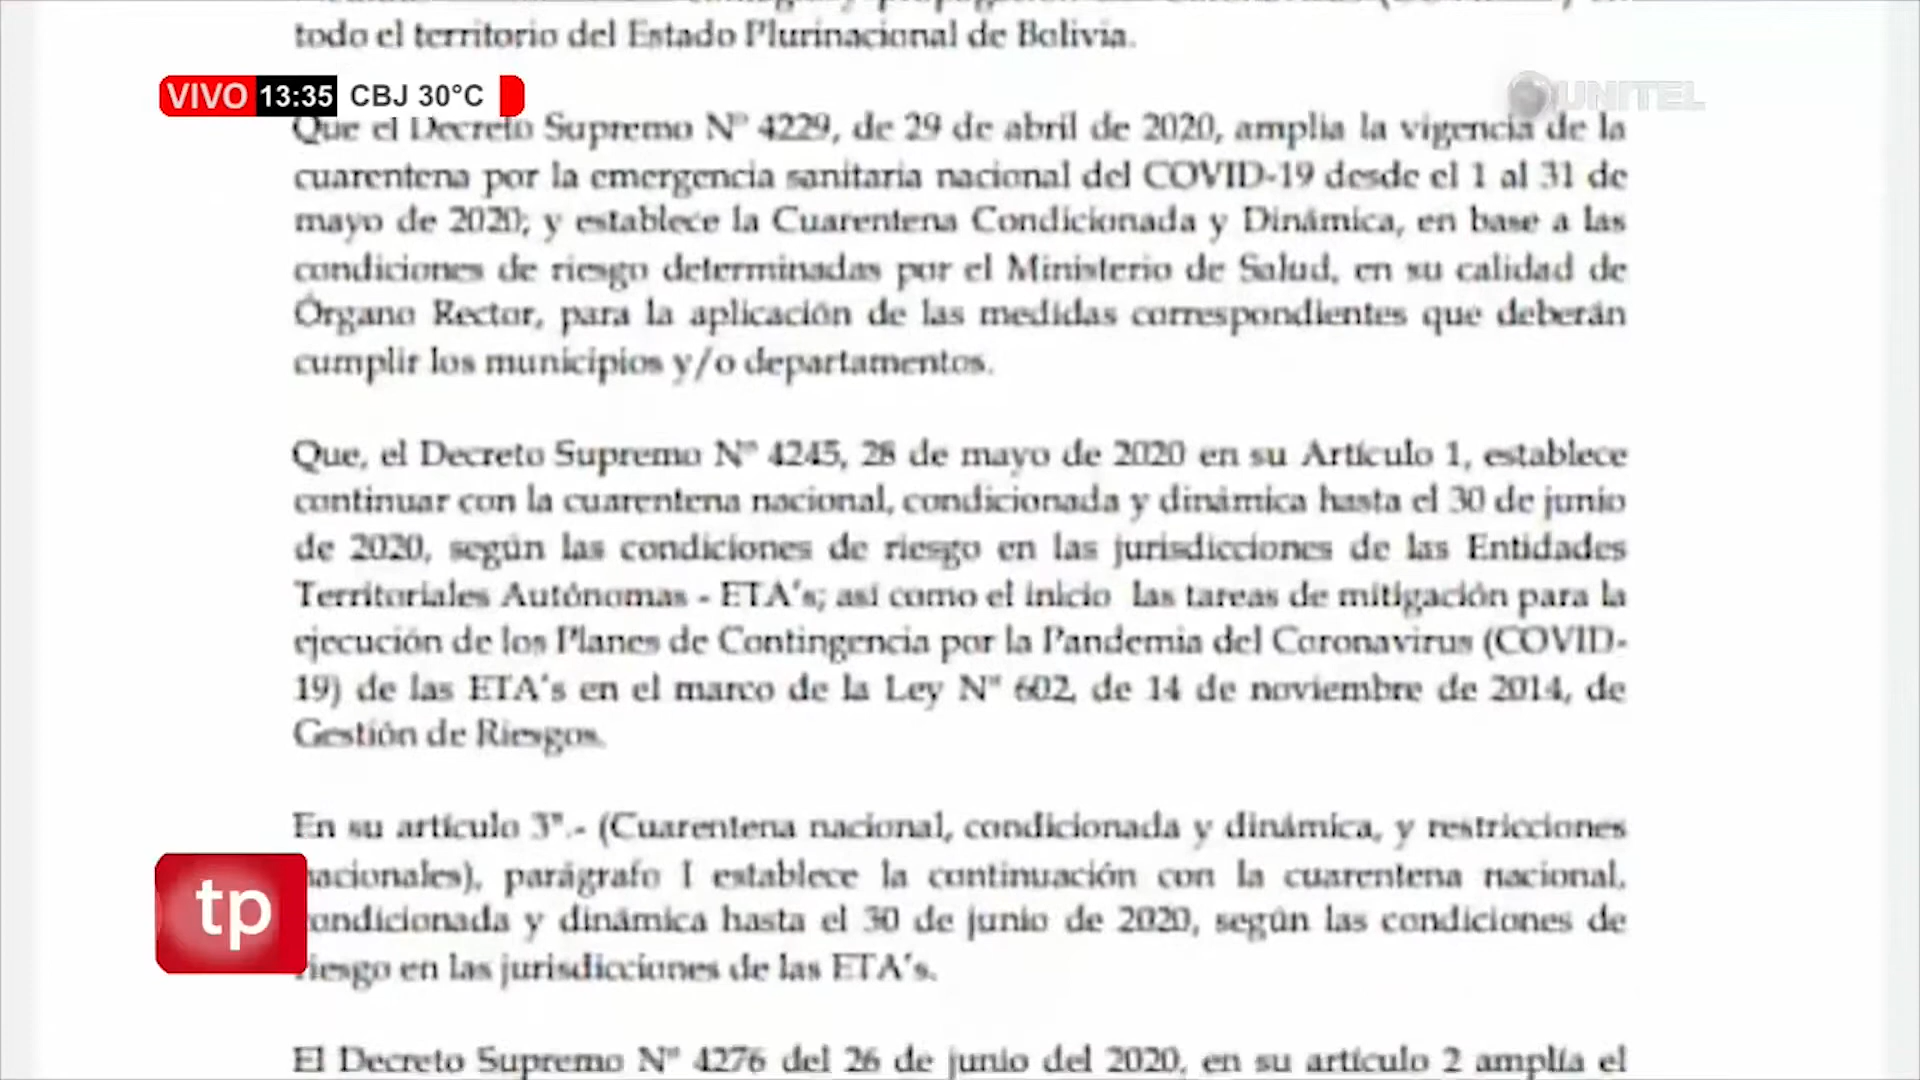 todo el territorio del Estado Plurinacional de Bolivia.
VIVO 13:35 CBJ 30°C
UNITEL
Que el Decreto Supremo N° 4229, de 29 de abril de 2020, amplia la vigencia de la
cuarentena por la emergencia sanitaria nacional del COVID-19 desde el 1 al 31 de
mayo de 2020; y establece la Cuarentena Condicionada y Dinámica, en base a las
condiciones de riesgo determinadas por el Ministerio de Salud, en su calidad de
Órgano Rector, para la aplicación de las medidas correspondientes que deberán
cumplir los municipios y/o departamentos.
Que, el Decreto Supremo N° 4245, 28 de mayo de 2020 en su Artículo 1, establece
continuar con la cuarentena nacional, condicionada y dinámica hasta el 30 de junio
de 2020, según las condiciones de riesgo en las jurisdicciones de las Entidades
Territoriales Autónomas - ETA's; así como el inicio las tareas de mitigación para la
ejecución de los Planes de Contingencia por la Pandemia del Coronavirus (COVID-
19) de las ETA's en el marco de la Ley N° 602, de 14 de noviembre de 2014, de
Gestión de Riesgos.
En su artículo 3°.- (Cuarentena nacional, condicionada y dinámica, y restricciones
nacionales), parágrafo I establece la continuación con la cuarentena nacional,
condicionada y dinámica hasta el 30 de junio de 2020, según las condiciones de
riesgo en las jurisdicciones de las ETA's.
tp
El Decreto Supremo N° 4276 del 26 de junio del 2020, en su artículo 2 amplía el